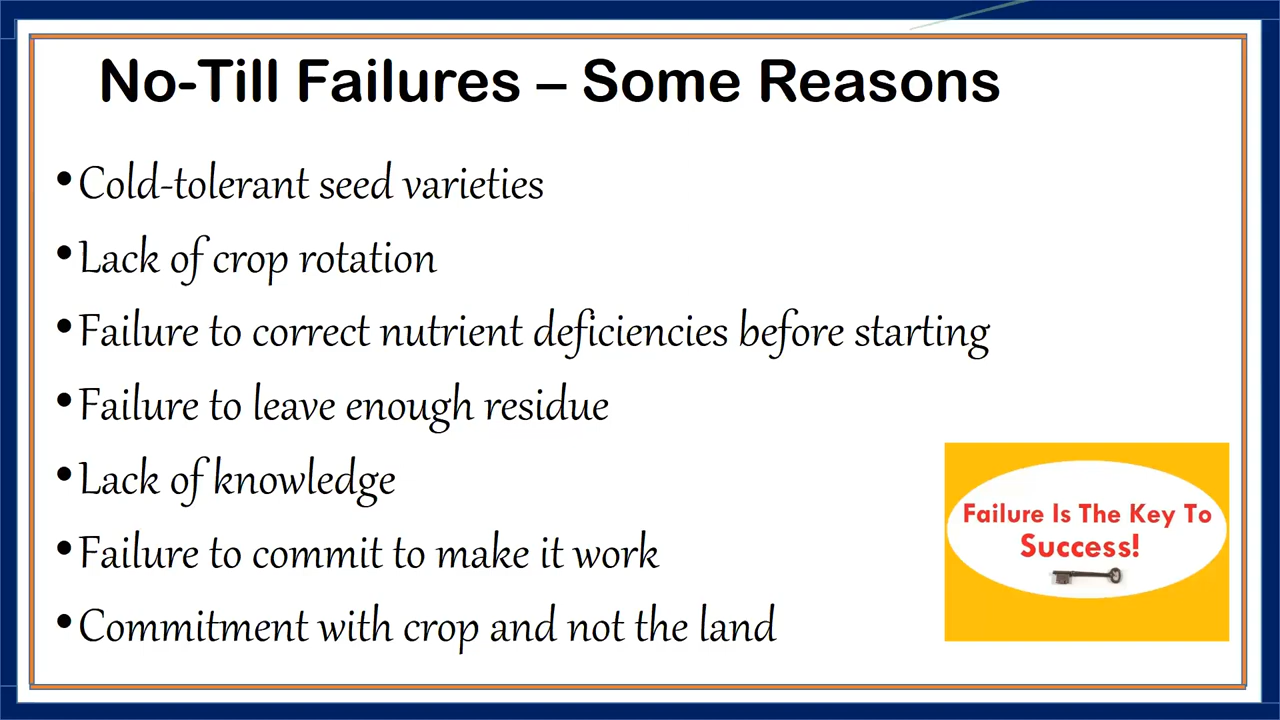 No-Till Failures – Some Reasons
•Cold-tolerant seed varieties
•Lack of crop rotation
•Failure to correct nutrient deficiencies before starting
•Failure to leave enough residue
•Lack of knowledge
•Failure to commit to make it work
•Commitment with crop and not the land
Failure Is The Key To
Success!